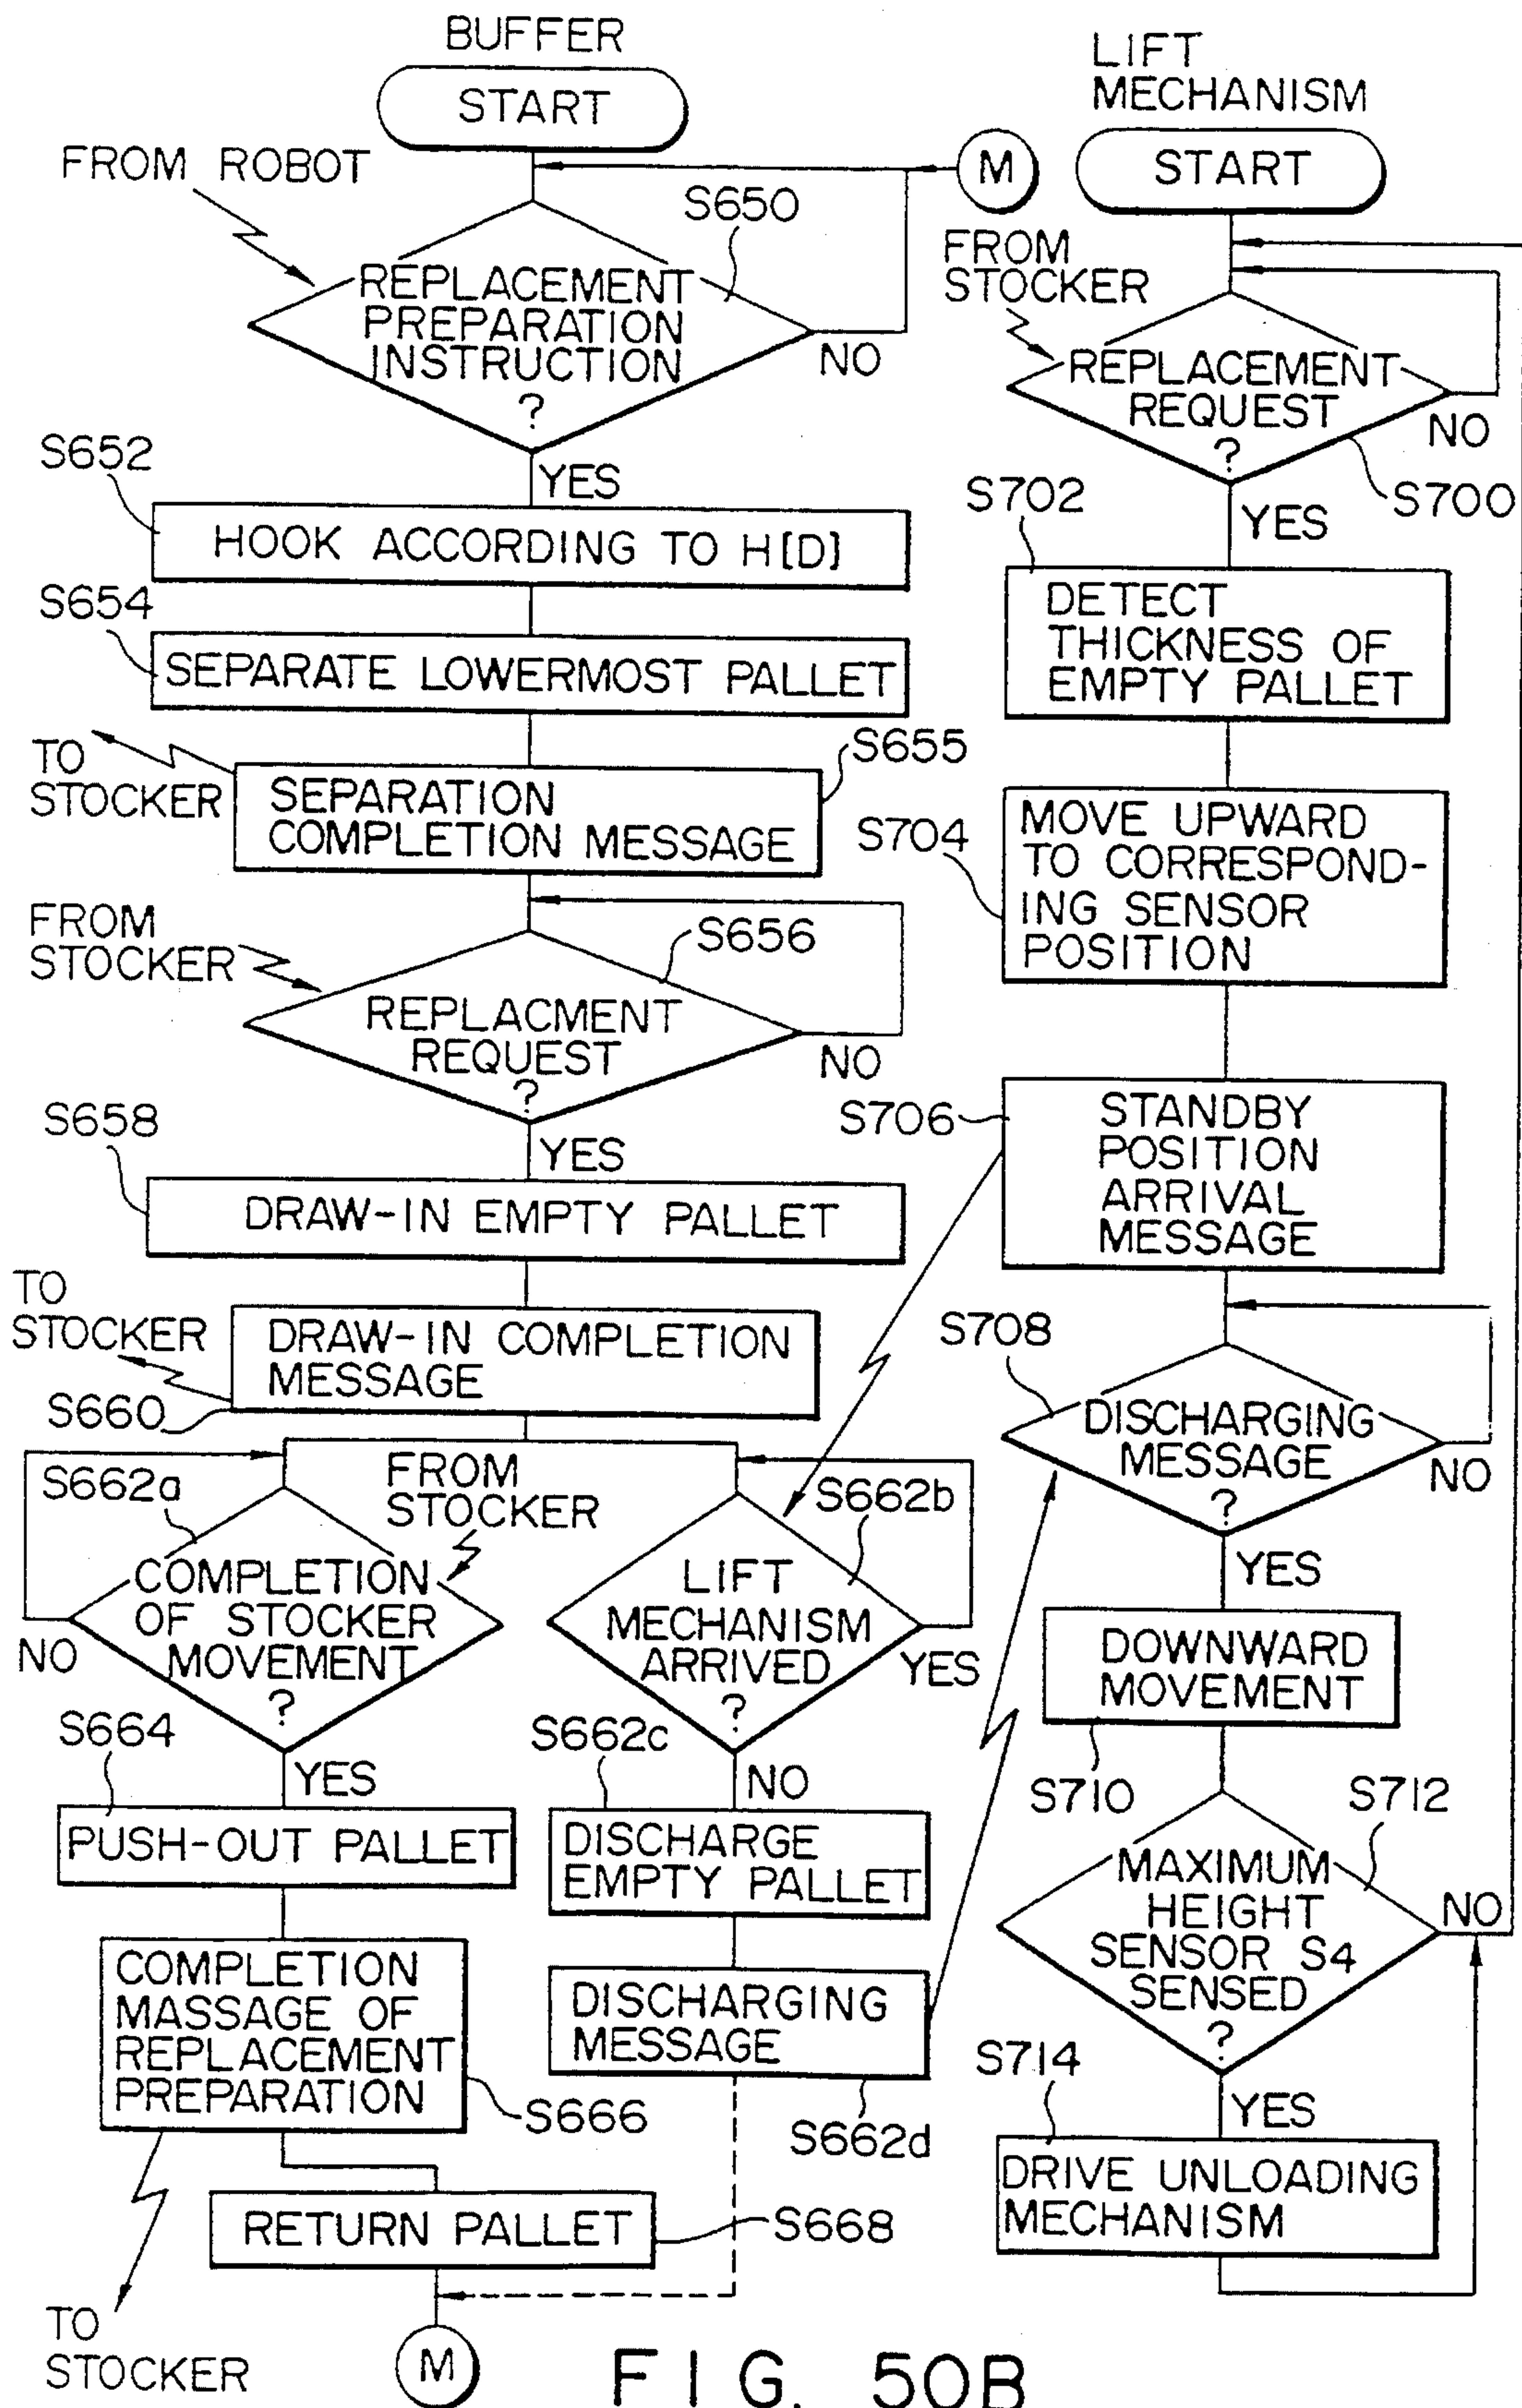 BUFFER
START
FROM ROBOT
M
S650
REPLACEMENT
PREPARATION
INSTRUCTION
?
NO
YES
S652
HOOK ACCORDING TO H[D]
S654
SEPARATE LOWERMOST PALLET
S655
TO
STOCKER
SEPARATION
COMPLETION MESSAGE
FROM
STOCKER
S656
REPLACMENT
REQUEST
?
NO
YES
S658
DRAW-IN EMPTY PALLET
TO
STOCKER
DRAW-IN COMPLETION
MESSAGE
S660
S662a
FROM
STOCKER
COMPLETION
OF STOCKER
MOVEMENT
?
NO
YES
S662b
LIFT
MECHANISM
ARRIVED
?
YES
NO
S664
PUSH-OUT PALLET
S662c
DISCHARGE
EMPTY PALLET
COMPLETION
MASSAGE OF
REPLACEMENT
PREPARATION
S666
DISCHARGING
MESSAGE
S662d
RETURN PALLET
S668
TO
STOCKER
M
LIFT
MECHANISM
START
FROM
STOCKER
REPLACEMENT
REQUEST
?
NO
S700
YES
S702
DETECT
THICKNESS OF
EMPTY PALLET
S704
MOVE UPWARD
TO CORRESPOND-
ING SENSOR
POSITION
S706
STANDBY
POSITION
ARRIVAL
MESSAGE
S708
DISCHARGING
MESSAGE
?
NO
YES
DOWNWARD
MOVEMENT
S710
S712
MAXIMUM
HEIGHT
SENSOR S4
SENSED
?
NO
YES
S714
DRIVE UNLOADING
MECHANISM
FIG. 50B